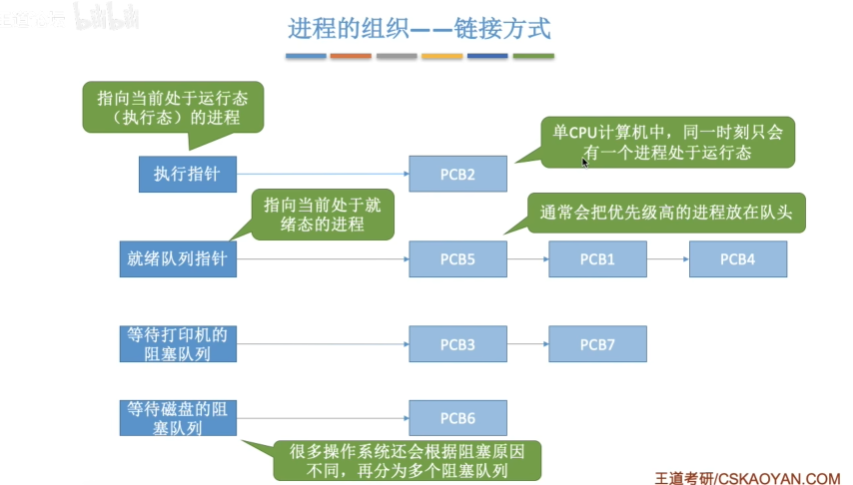 进程的组织——链接方式
指向当前处于运行态
（执行态）的进程
单CPU计算机中，同一时刻只会
有一个进程处于运行态
执行指针
PCB2
指向当前处于就
绪态的进程
通常会把优先级高的进程放在队头
就绪队列指针
PCB5
PCB1
PCB4
等待打印机的
阻塞队列
PCB3
PCB7
等待磁盘的阻
塞队列
PCB6
很多操作系统还会根据阻塞原因
不同，再分为多个阻塞队列
王道考研/CSKAOYAN.COM